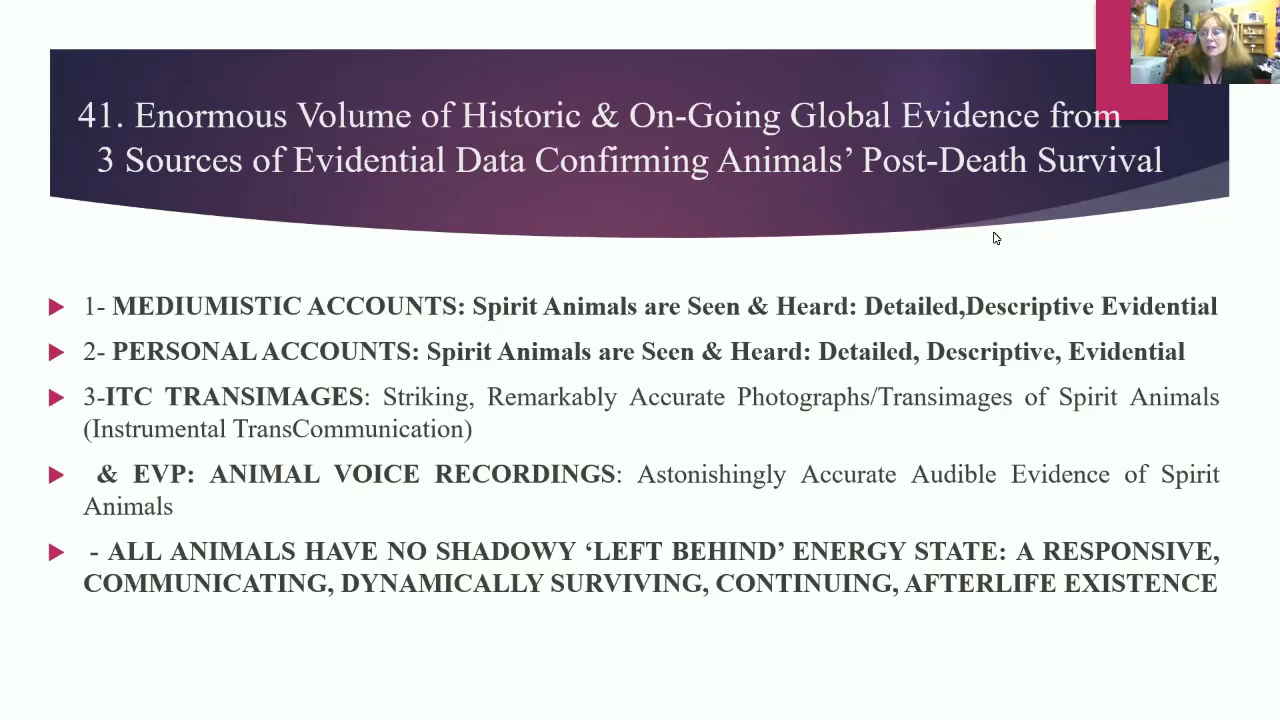 41. Enormous Volume of Historic & On-Going Global Evidence from
3 Sources of Evidential Data Confirming Animals’ Post-Death Survival
1- MEDIUMISTIC ACCOUNTS: Spirit Animals are Seen & Heard: Detailed,Descriptive Evidential
2- PERSONAL ACCOUNTS: Spirit Animals are Seen & Heard: Detailed, Descriptive, Evidential
3-ITC TRANSIMAGES: Striking, Remarkably Accurate Photographs/Transimages of Spirit Animals
(Instrumental TransCommunication)
& EVP: ANIMAL VOICE RECORDINGS: Astonishingly Accurate Audible Evidence of Spirit
Animals
- ALL ANIMALS HAVE NO SHADOWY ‘LEFT BEHIND’ ENERGY STATE: A RESPONSIVE,
COMMUNICATING, DYNAMICALLY SURVIVING, CONTINUING, AFTERLIFE EXISTENCE